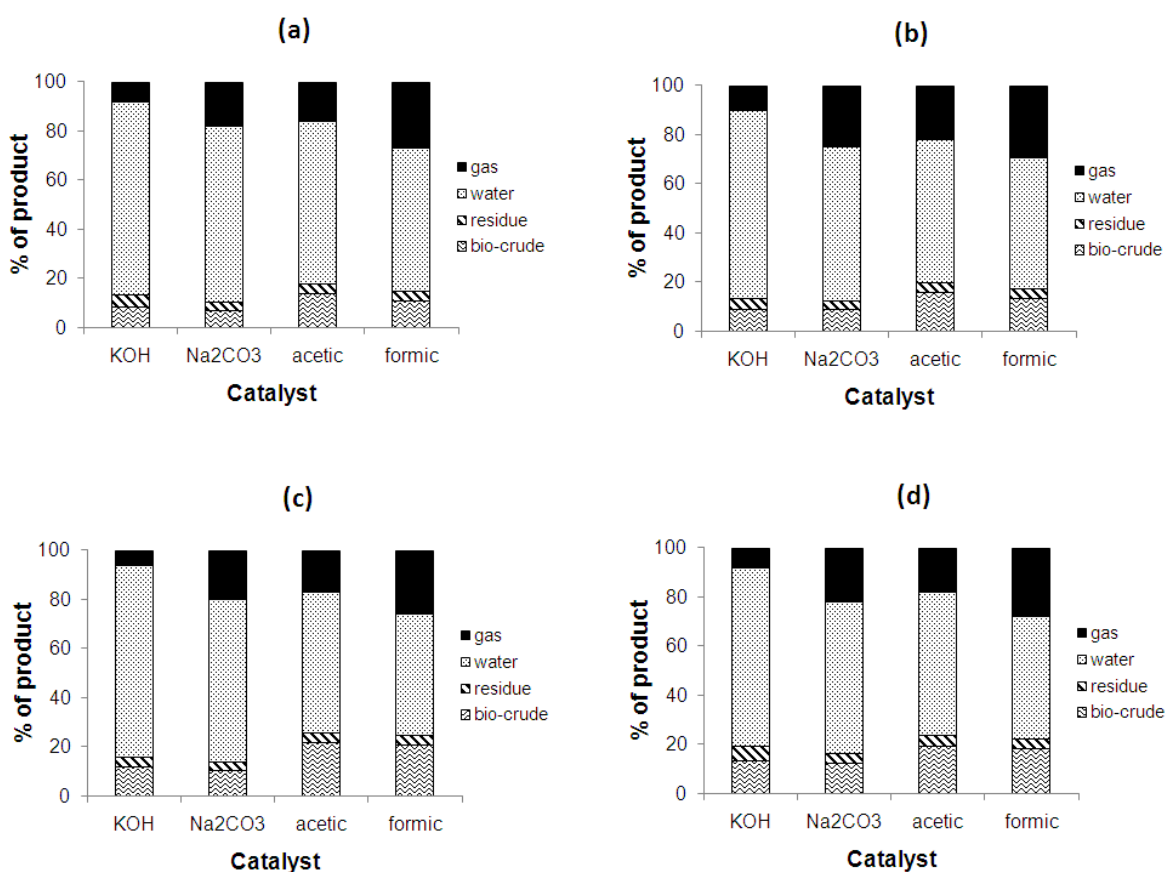 (a)
% of product
100
80
60
40
20
0
KOH Na2CO3 acetic formic
Catalyst
gas
water
residue
bio-crude
(b)
% of product
100
80
60
40
20
0
KOH Na2CO3 acetic formic
Catalyst
gas
water
residue
bio-crude
(c)
% of product
100
80
60
40
20
0
KOH Na2CO3 acetic formic
Catalyst
gas
water
residue
bio-crude
(d)
% of product
100
80
60
40
20
0
KOH Na2CO3 acetic formic
Catalyst
gas
water
residue
bio-crude